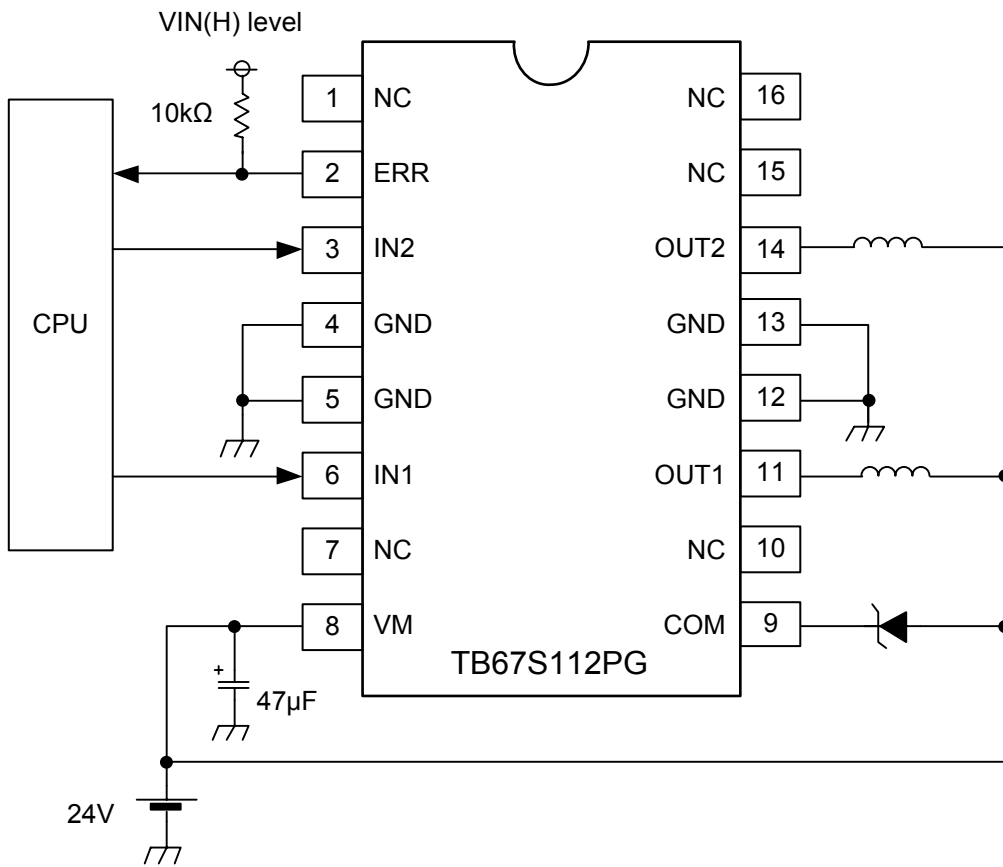 VIN(H) level
10kΩ
CPU
1 NC
2 ERR
3 IN2
4 GND
5 GND
6 IN1
7 NC
8 VM
NC 16
NC 15
OUT2 14
GND 13
GND 12
OUT1 11
NC 10
COM 9
TB67S112PG
+
47µF
24V